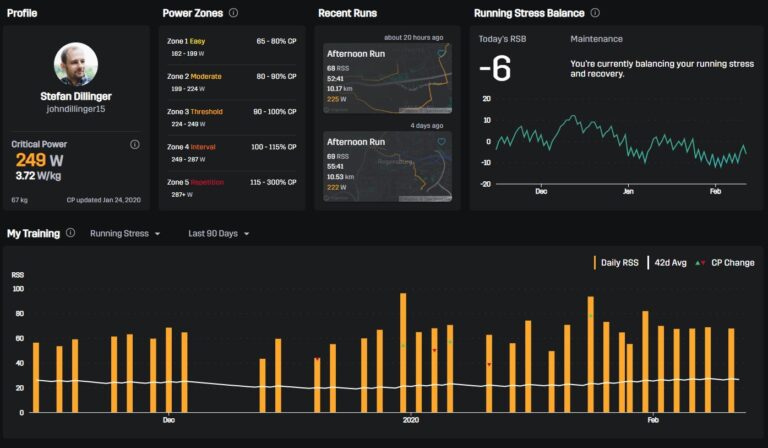 Profile
Stefan Dillinger
johndillinger15
Critical Power
249 W
3.72 W/kg
67 kg
CP updated Jan 24, 2020
Power Zones
Zone 1 Easy
65 - 80% CP
162 - 199 W
Zone 2 Moderate
80 - 90% CP
199 - 224 W
Zone 3 Threshold
90 - 100% CP
224 - 249 W
Zone 4 Interval
100 - 115% CP
249 - 287 W
Zone 5 Repetition
115 - 300% CP
287+ W
Recent Runs
about 20 hours ago
Afternoon Run
68 RSS
52:41
10.17 km
225 W
4 days ago
Afternoon Run
69 RSS
55:41
10.53 km
222 W
Regensburg
Running Stress Balance
Today's RSB
-6
Maintenance
You're currently balancing your running stress
and recovery.
20
10
0
-10
-20
Dec
Jan
Feb
My Training
Running Stress
Last 90 Days
Daily RSS
42d Avg
CP Change
RSS
100
80
60
40
20
0
Dec
2020
Feb